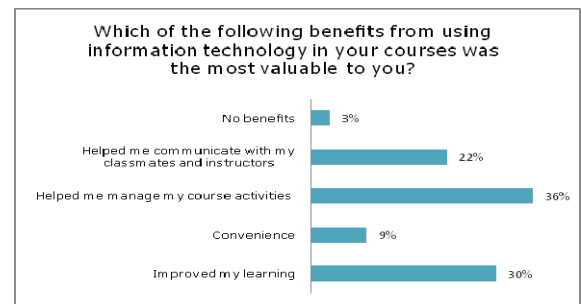 Which of the following benefits from using
information technology in your courses was
the most valuable to you?
No benefits
3%
Helped me communicate with my
classmates and instructors
22%
Helped me manage my course activities
36%
Convenience
9%
Improved my learning
30%